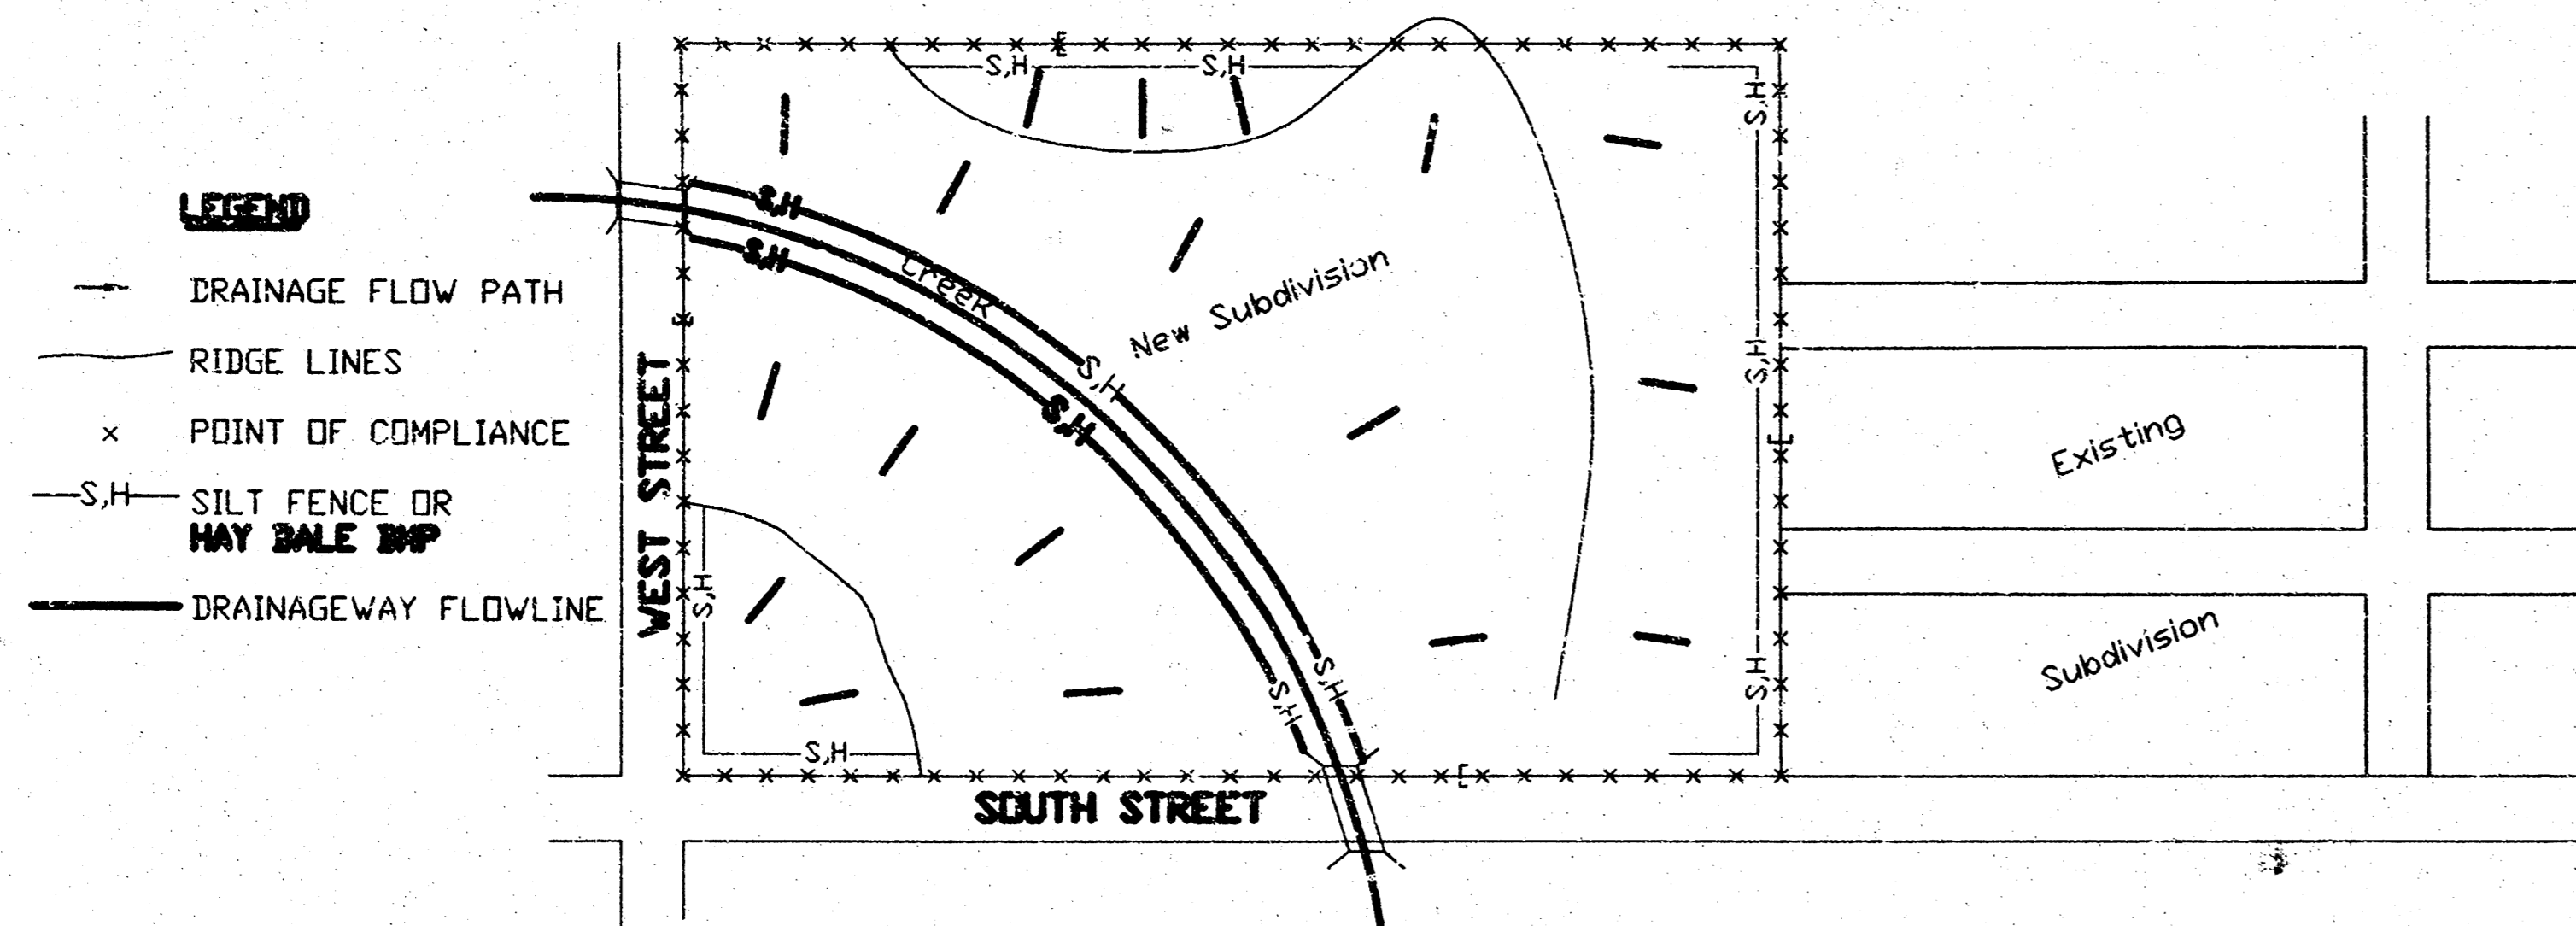 LEGEND
DRAINAGE FLOW PATH
RIDGE LINES
× POINT OF COMPLIANCE
S,H SILT FENCE OR
HAY BALE BMP
DRAINAGEWAY FLOWLINE
WEST STREET
SOUTH STREET
Creek
New Subdivision
Existing
Subdivision
S,H
S,H
S,H
S,H
S,H
S,H
S,H
S,H
S,H
S,H
S,H
S,H
S,H